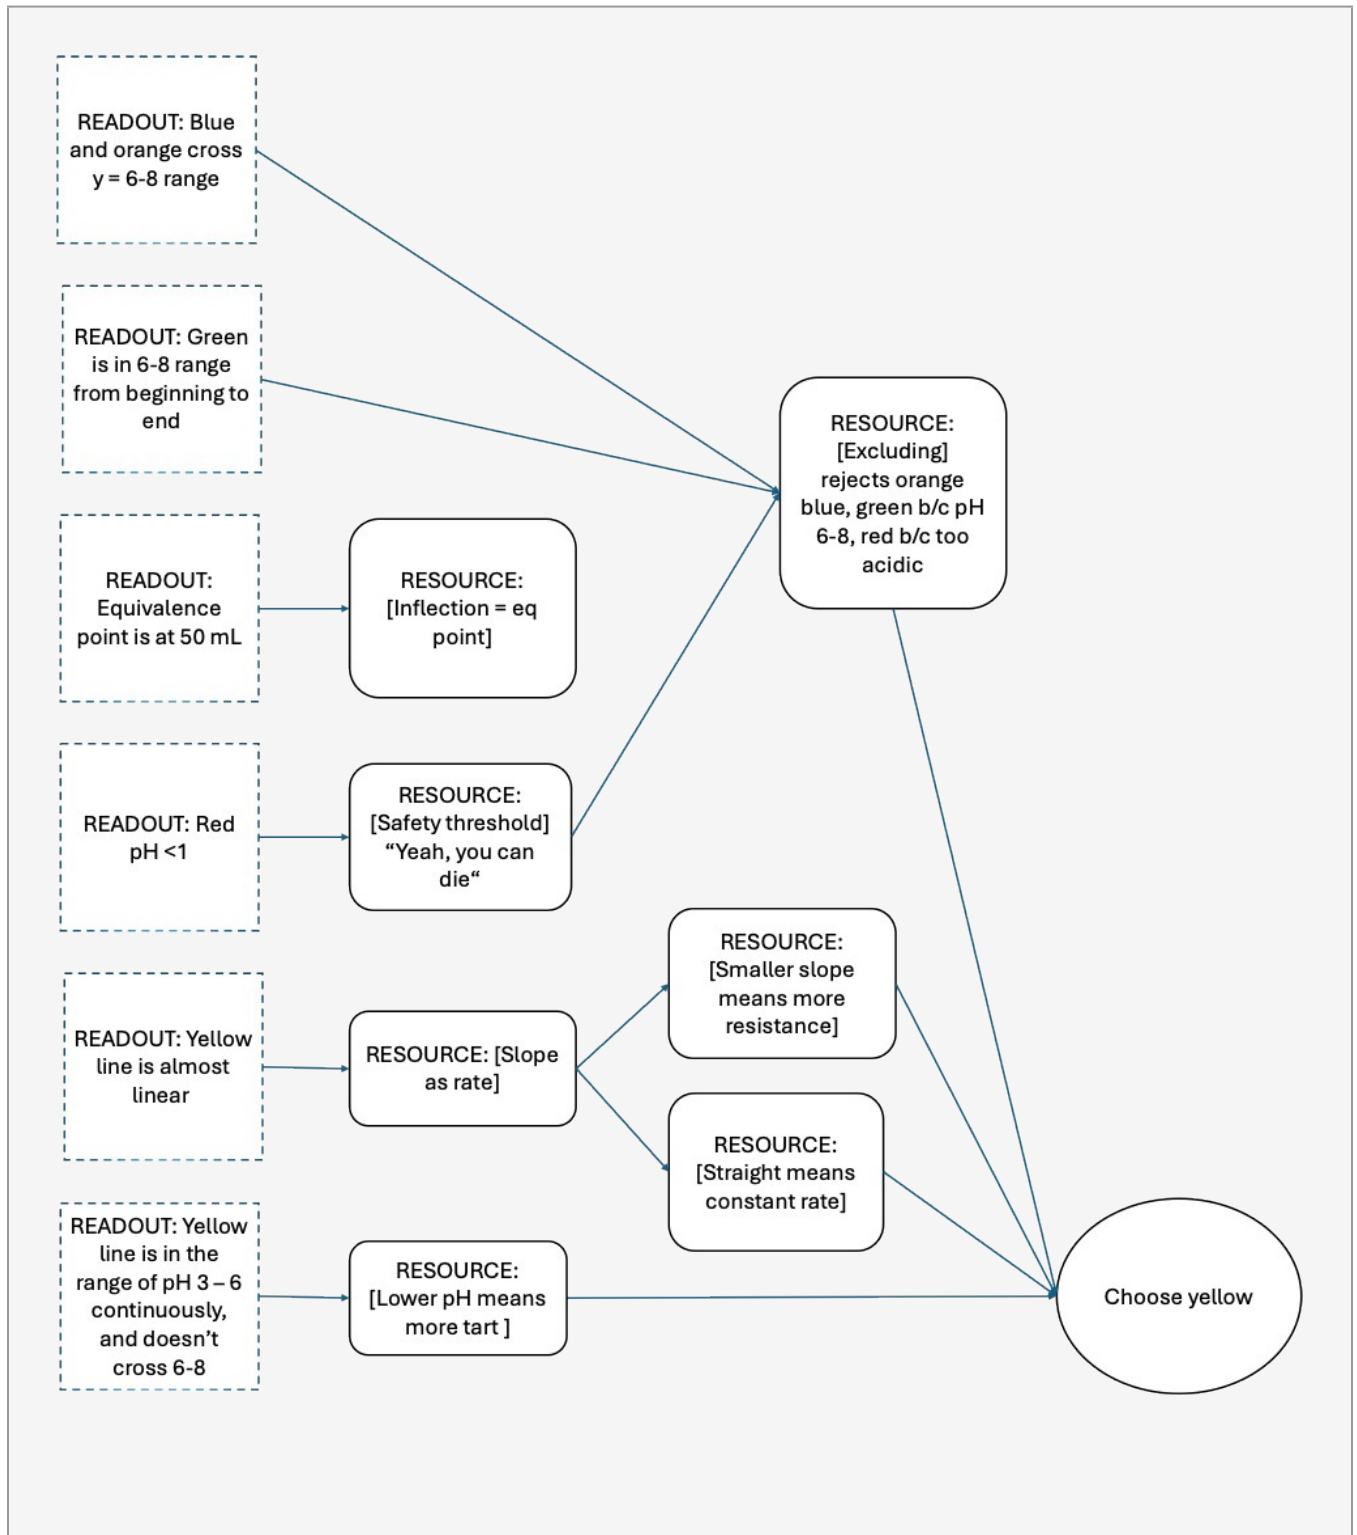 READOUT: Blue
and orange cross
y = 6-8 range
READOUT: Green
is in 6-8 range
from beginning to
end
RESOURCE:
[Excluding]
rejects orange
blue, green b/c pH
6-8, red b/c too
acidic
READOUT:
Equivalence
point is at 50 mL
RESOURCE:
[Inflection = eq
point]
READOUT: Red
pH <1
RESOURCE:
[Safety threshold]
“Yeah, you can
die“
RESOURCE:
[Smaller slope
means more
resistance]
READOUT: Yellow
line is almost
linear
RESOURCE: [Slope
as rate]
RESOURCE:
[Straight means
constant rate]
READOUT: Yellow
line is in the
range of pH 3 – 6
continuously,
and doesn’t
cross 6-8
RESOURCE:
[Lower pH means
more tart ]
Choose yellow